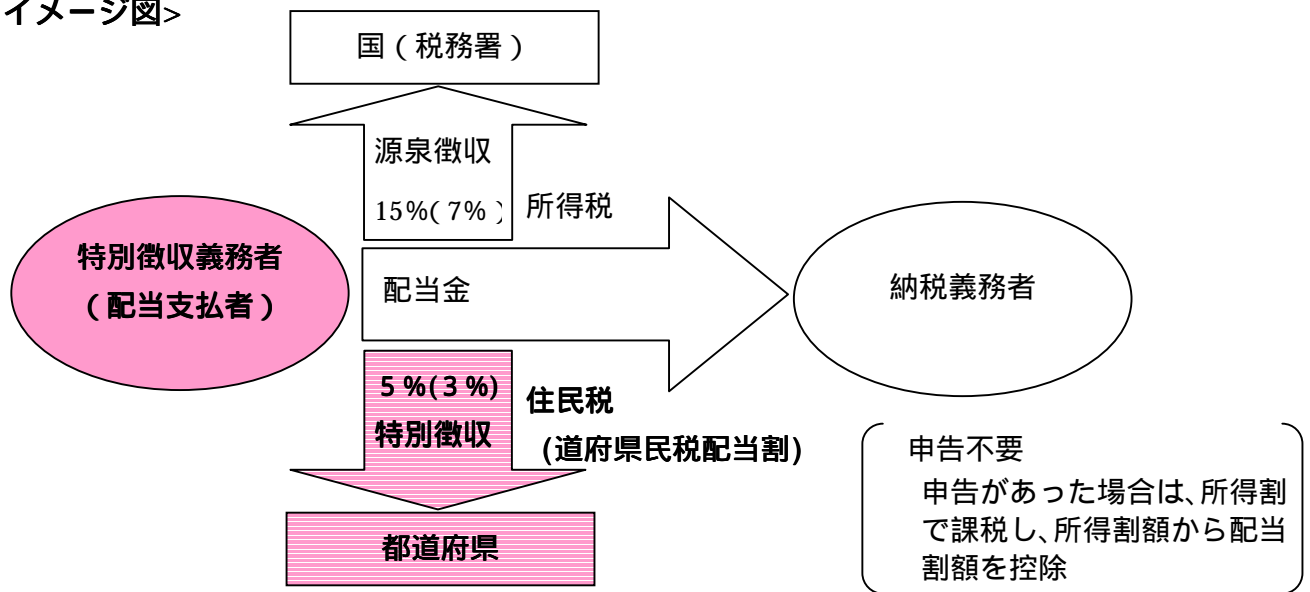 イメージ図>
国(税務署)
源泉徴収
15%(7%)
所得税
特別徴収義務者
(配当支払者)
配当金
納税義務者
5%(3%)
特別徴収
住民税
(道府県民税配当割)
都道府県
申告不要
申告があった場合は、所得割
で課税し、所得割額から配当
割額を控除